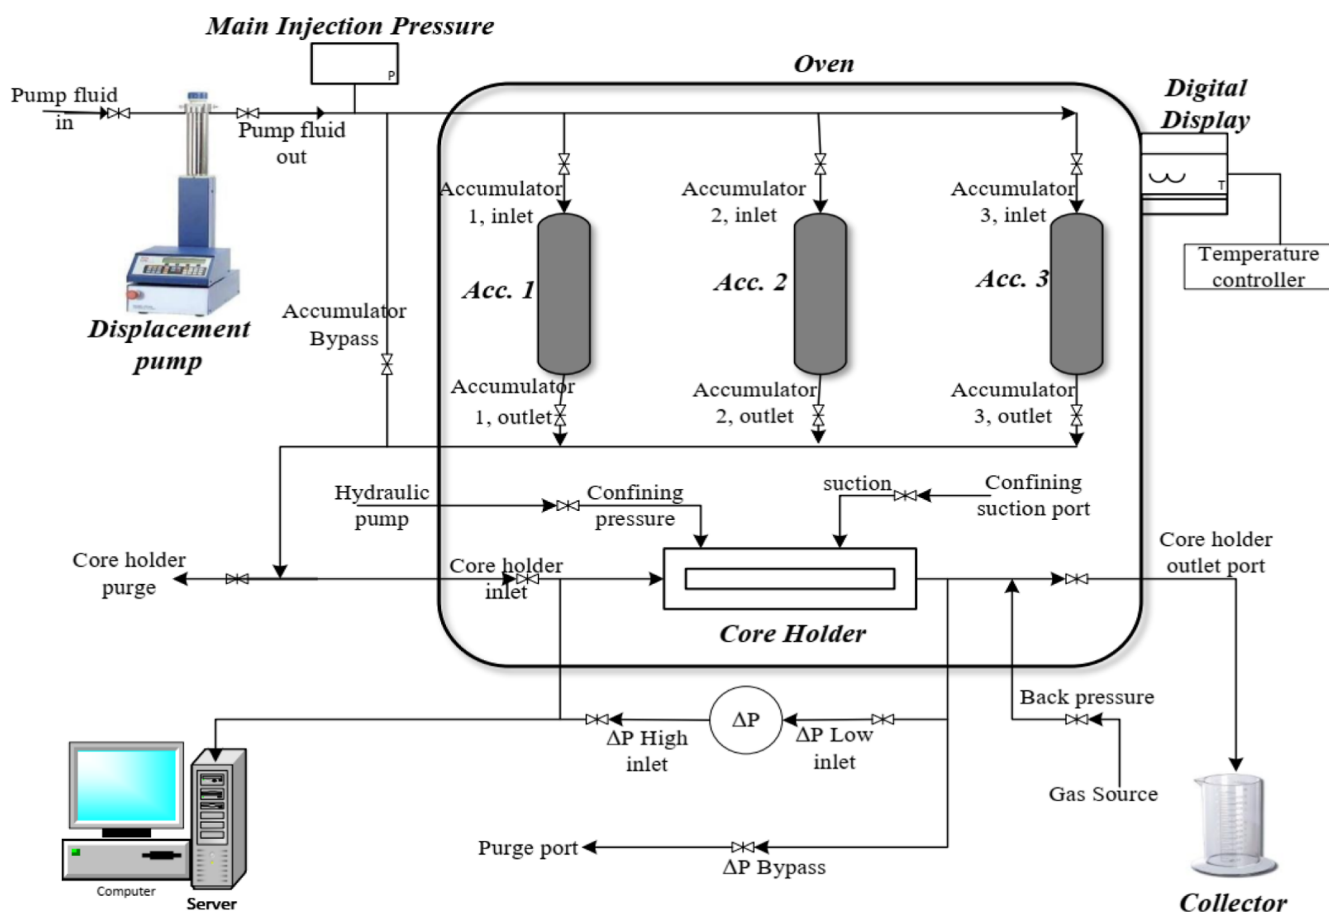 Main Injection Pressure
P
Oven
Pump fluid
in
Pump fluid
out
Digital
Display
T
Temperature
controller
Displacement
pump
Accumulator
Bypass
Accumulator
1, inlet
Accumulator
2, inlet
Accumulator
3, inlet
Acc. 1
Acc. 2
Acc. 3
Accumulator
1, outlet
Accumulator
2, outlet
Accumulator
3, outlet
Hydraulic
pump
Confining
pressure
suction
Confining
suction port
Core holder
purge
Core holder
inlet
Core holder
outlet port
Core Holder
ΔP
ΔP High
inlet
ΔP Low
inlet
Back pressure
Gas Source
Purge port
ΔP Bypass
Computer
Server
Collector